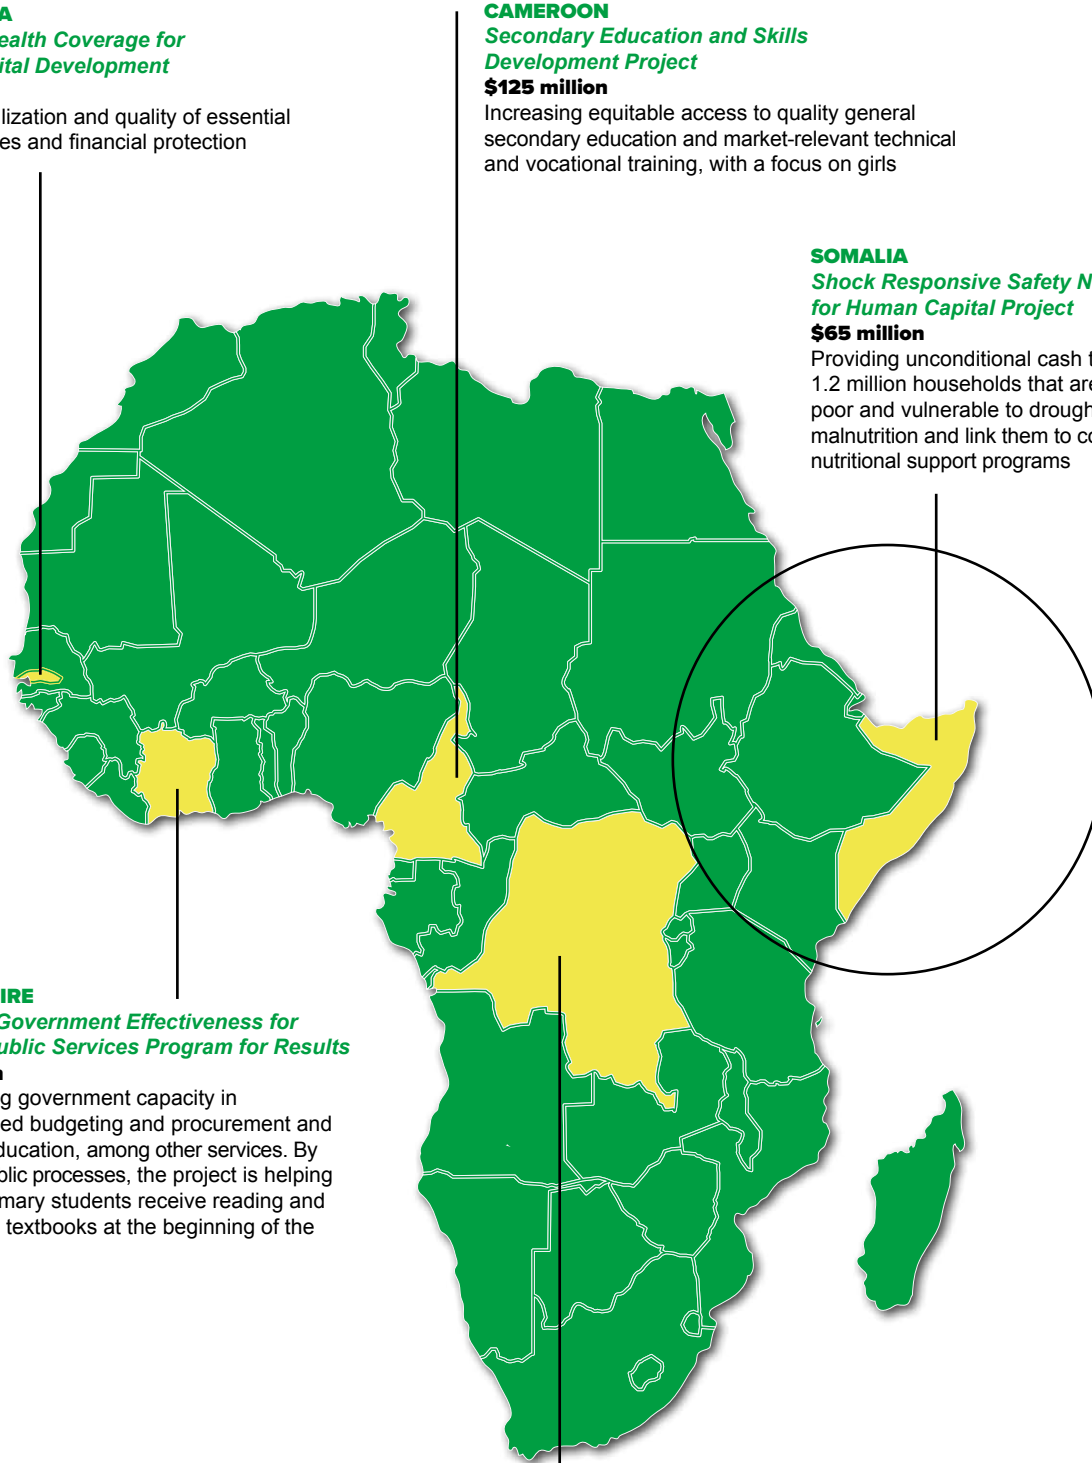 A
ealth Coverage for
ital Development
lization and quality of essential
es and financial protection
CAMEROON
Secondary Education and Skills
Development Project
$125 million
Increasing equitable access to quality general
secondary education and market-relevant technical
and vocational training, with a focus on girls
SOMALIA
Shock Responsive Safety N
for Human Capital Project
$65 million
Providing unconditional cash t
1.2 million households that are
poor and vulnerable to drough
malnutrition and link them to co
nutritional support programs
IRE
Government Effectiveness for
ublic Services Program for Results
n
g government capacity in
ed budgeting and procurement and
ducation, among other services. By
blic processes, the project is helping
mary students receive reading and
textbooks at the beginning of the